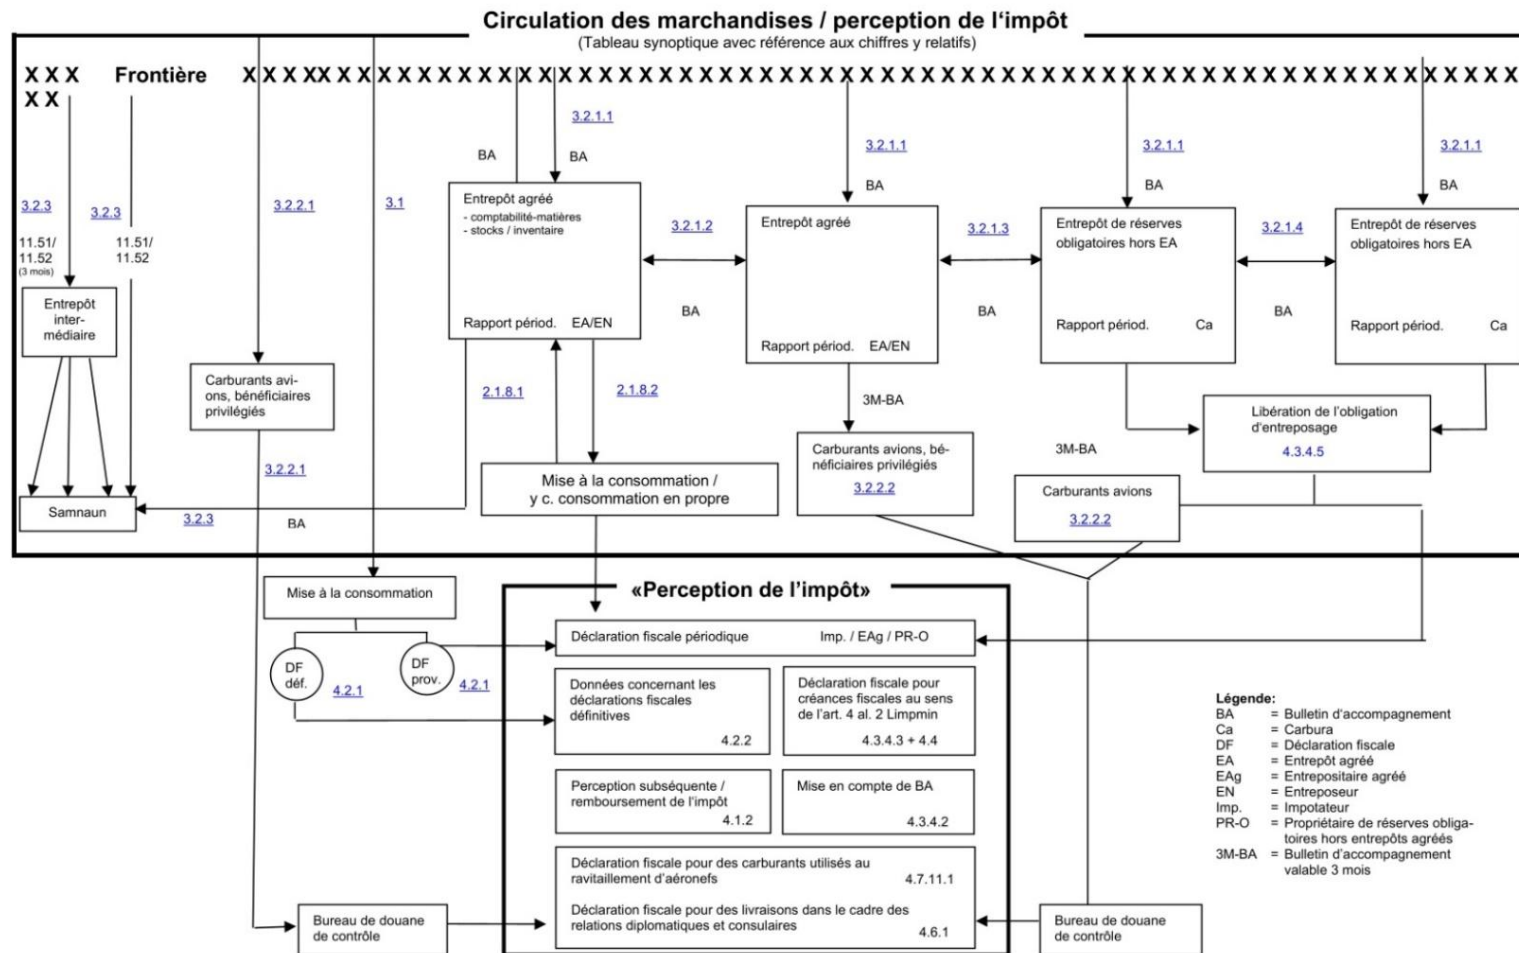 Circulation des marchandises / perception de l‘impôt
(Tableau synoptique avec référence aux chiffres y relatifs)
X X X Frontière X X X XX X X X X X X X X X X X X X X X X X X X X X X X X X X X X X X X X X X X X X X X X X X X X X X X X X X X X X X X X X X
X X
3.2.1.1
3.2.1.1
3.2.1.1
3.2.1.1
BA
BA
BA
BA
BA
3.2.3
3.2.3
3.2.2.1
3.1
11.51/
11.52
(3 mois)
11.51/
11.52
Entrepôt agréé
- comptabilité-matières
- stocks / inventaire
Rapport périod. EA/EN
3.2.1.2
BA
Entrepôt agréé
Rapport périod. EA/EN
3.2.1.3
BA
Entrepôt de réserves
obligatoires hors EA
Rapport périod. Ca
3.2.1.4
BA
Entrepôt de réserves
obligatoires hors EA
Rapport périod. Ca
Entrepôt
inter-
médiaire
Carburants avi-
ons, bénéficiaires
privilégiés
2.1.8.1
2.1.8.2
3M-BA
Libération de l‘obligation
d‘entreposage
4.3.4.5
Carburants avions, bé-
néficiaires privilégiés
3.2.2.2
3M-BA
3.2.2.1
Mise à la consommation /
y c. consommation en propre
Carburants avions
3.2.2.2
Samnaun
3.2.3
BA
Mise à la consommation
«Perception de l‘impôt»
Déclaration fiscale périodique Imp. / EAg / PR-O
DF
déf.
4.2.1
DF
prov.
4.2.1
Données concernant les
déclarations fiscales
définitives
4.2.2
Déclaration fiscale pour
créances fiscales au sens
de l‘art. 4 al. 2 Limpmin
4.3.4.3 + 4.4
Perception subséquente /
remboursement de l‘impôt
4.1.2
Mise en compte de BA
4.3.4.2
Déclaration fiscale pour des carburants utilisés au
ravitaillement d‘aéronefs
4.7.11.1
Déclaration fiscale pour des livraisons dans le cadre des
relations diplomatiques et consulaires
4.6.1
Bureau de douane
de contrôle
Bureau de douane
de contrôle
Légende:
BA = Bulletin d‘accompagnement
Ca = Carbura
DF = Déclaration fiscale
EA = Entrepôt agréé
EAg = Entrepositaire agréé
EN = Entreposeur
Imp. = Impotateur
PR-O = Propriétaire de réserves obliga-
toires hors entrepôts agréés
3M-BA = Bulletin d‘accompagnement
valable 3 mois